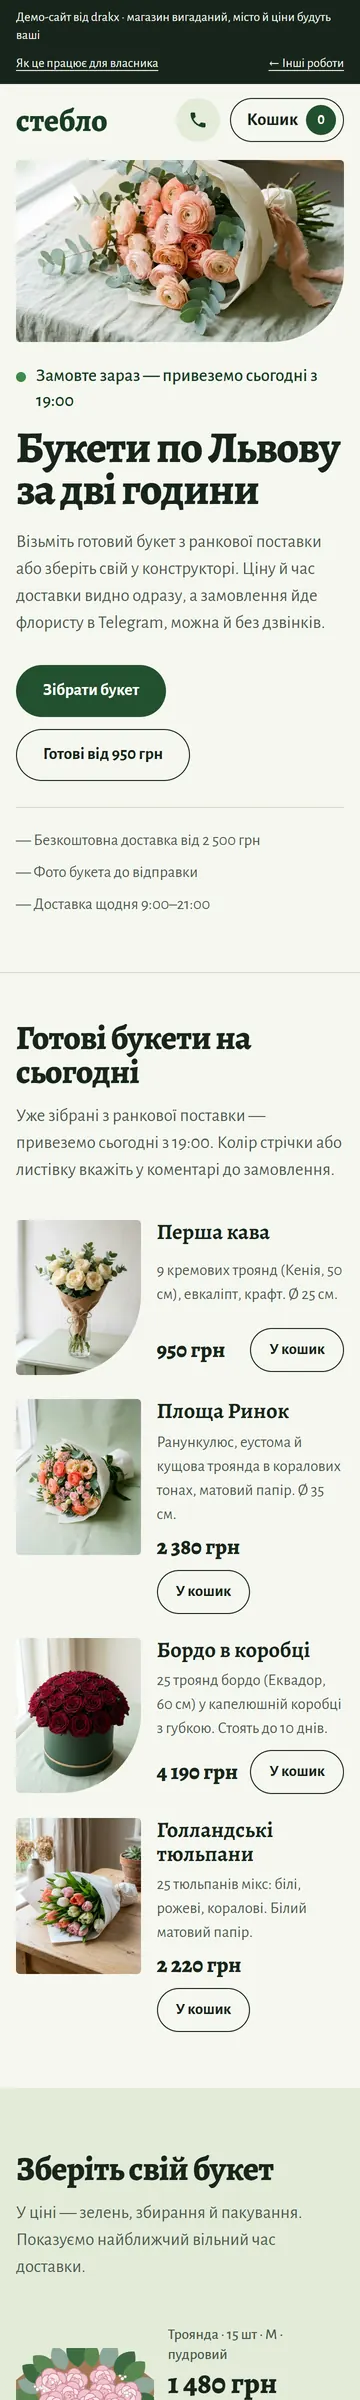 Демо-сайт від drakx · магазин вигаданий, місто й ціни будуть
ваші
Як це працює для власника
← Інші роботи
стебло
Кошик 0
Замовте зараз — привеземо сьогодні з
19:00
Букети по Львову
за дві години
Візьміть готовий букет з ранкової поставки
або зберіть свій у конструкторі. Ціну й час
доставки видно одразу, а замовлення йде
флористу в Telegram, можна й без дзвінків.
Зібрати букет
Готові від 950 грн
— Безкоштовна доставка від 2 500 грн
— Фото букета до відправки
— Доставка щодня 9:00–21:00
Готові букети на
сьогодні
Уже зібрані з ранкової поставки —
привеземо сьогодні з 19:00. Колір стрічки або
листівку вкажіть у коментарі до замовлення.
Перша кава
9 кремових троянд (Кенія, 50
см), евкаліпт, крафт. Ø 25 см.
950 грн
У кошик
Площа Ринок
Ранункулюс, еустома й
кущова троянда в коралових
тонах, матовий папір. Ø 35
см.
2 380 грн
У кошик
Бордо в коробці
25 троянд бордо (Еквадор,
60 см) у капелюшній коробці
з губкою. Стоять до 10 днів.
4 190 грн
У кошик
Голландські
тюльпани
25 тюльпанів мікс: білі,
рожеві, коралові. Білий
матовий папір.
2 220 грн
У кошик
Зберіть свій букет
У ціні — зелень, збирання й пакування.
Показуємо найближчий вільний час
доставки.
Троянда · 15 шт · M ·
пудровий
1 480 грн